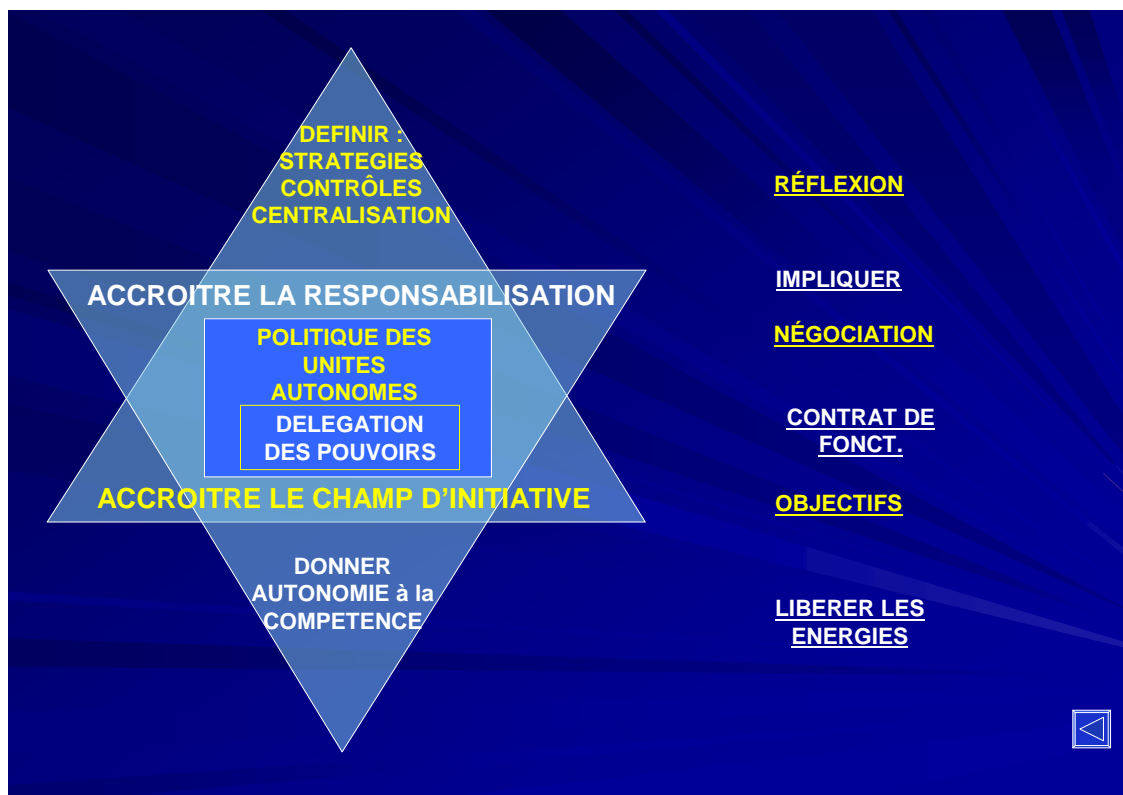 DEFINIR :
STRATEGIES
CONTRÔLES
CENTRALISATION
ACCROITRE LA RESPONSABILISATION
POLITIQUE DES
UNITES
AUTONOMES
DELEGATION
DES POUVOIRS
ACCROITRE LE CHAMP D’INITIATIVE
DONNER
AUTONOMIE à la
COMPETENCE
RÉFLEXION
IMPLIQUER
NÉGOCIATION
CONTRAT DE
FONCT.
OBJECTIFS
LIBERER LES
ENERGIES